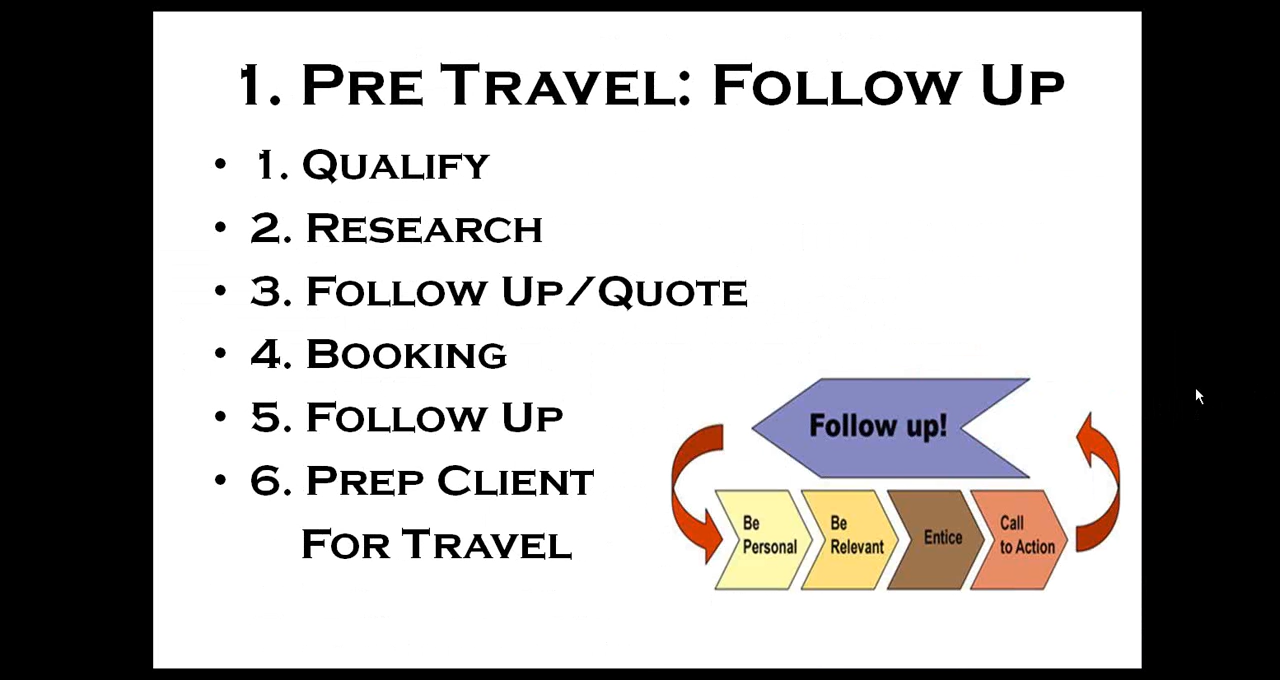 1. Pre Travel: Follow Up
• 1. Qualify
• 2. Research
• 3. Follow Up/Quote
• 4. Booking
• 5. Follow Up
• 6. Prep Client
For Travel
Follow up!
Be
Personal
Be
Relevant
Entice
Call
to Action